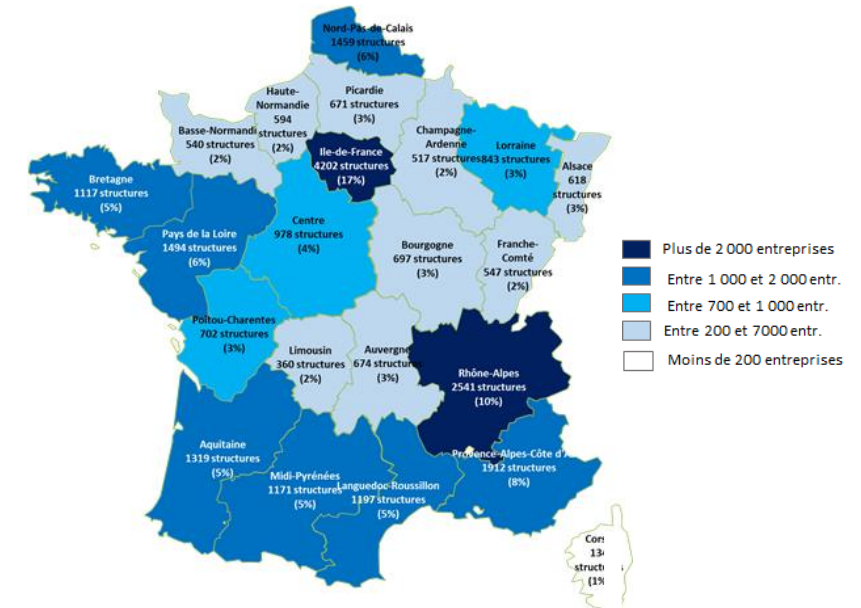 Nord-Pas-de-Calais
1459 structures
(6%)
Haute-
Normandie
594
structures
(2%)
Picardie
671 structures
(3%)
Basse-Normandi
540 structures
(2%)
Ile-de-France
4202 structures
(17%)
Champagne-
Ardenne
517 structures
(2%)
Lorraine
843 structures
(3%)
Alsace
618
structures
(3%)
Bretagne
1117 structures
(5%)
Pays de la Loire
1494 structures
(6%)
Centre
978 structures
(4%)
Bourgogne
697 structures
(3%)
Franche-
Comté
547 structures
(2%)
Poitou-Charentes
702 structures
(3%)
Limousin
360 structures
(2%)
Auvergne
674 structures
(3%)
Rhône-Alpes
2541 structures
(10%)
Aquitaine
1319 structures
(5%)
Midi-Pyrénées
1171 structures
(5%)
Languedoc-Roussillon
1197 structures
(5%)
Provence-Alpes-Côte d'
1912 structures
(8%)
(1%
Plus de 2 000 entreprises
Entre 1 000 et 2 000 entr.
Entre 700 et 1 000 entr.
Entre 200 et 7000 entr.
Moins de 200 entreprises